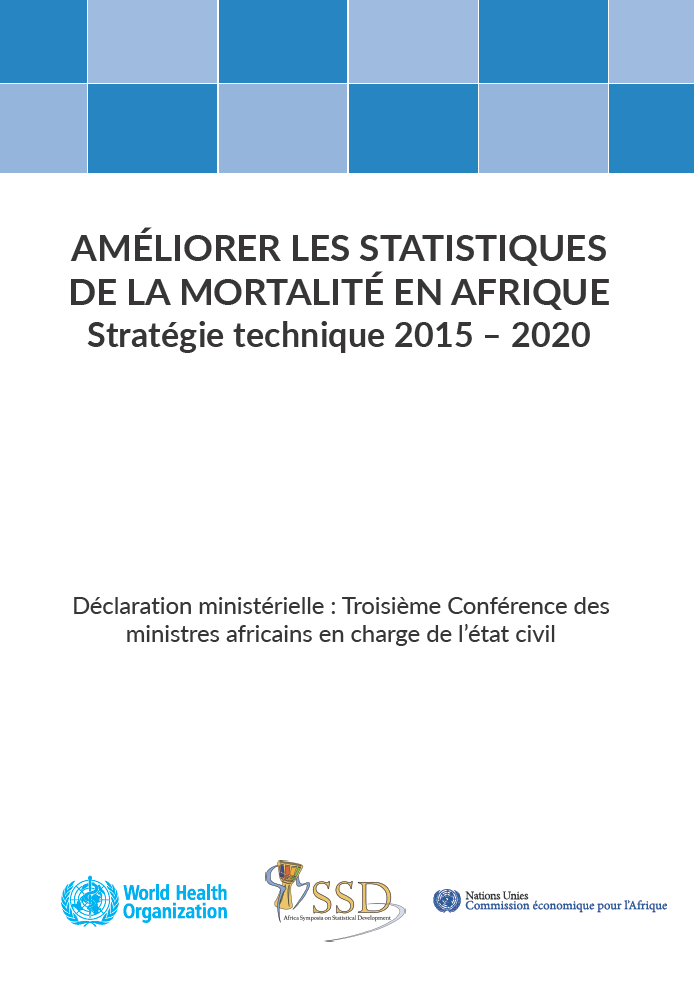 AMÉLIORER LES STATISTIQUES
DE LA MORTALITÉ EN AFRIQUE
Stratégie technique 2015 – 2020
Déclaration ministérielle : Troisième Conférence des
ministres africains en charge de l’état civil
World Health
Organization
SSD
Africa Symposia on Statistical Development
Nations Unies
Commission économique pour l’Afrique